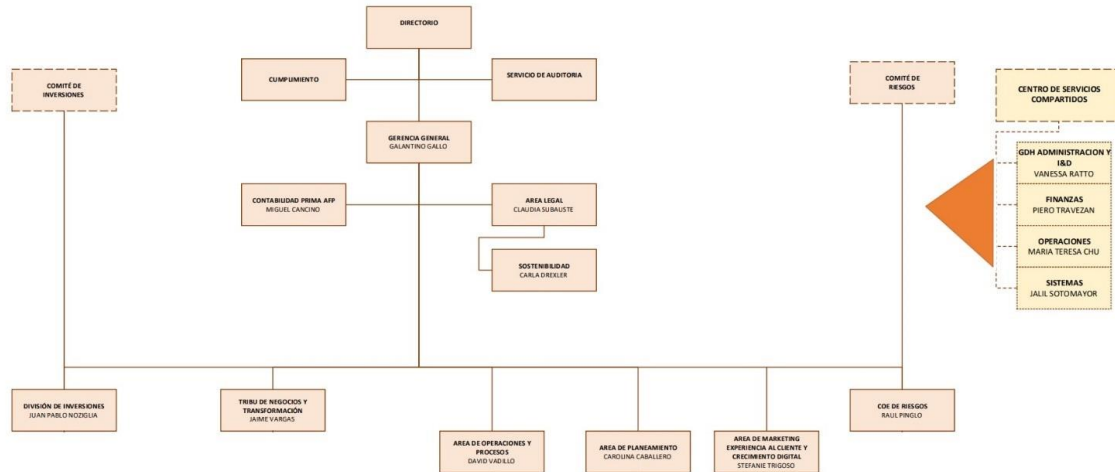 DIRECTORIO
CUMPLIMIENTO
SERVICIO DE AUDITORIA
COMITÉ DE
INVERSIONES
COMITÉ DE
RIESGOS
CENTRO DE SERVICIOS
COMPARTIDOS
GERENCIA GENERAL
GALANTINO GALLO
GDH ADMINISTRACION Y
I&D
VANESSA RATTO
FINANZAS
PIERO TRAVEZAN
OPERACIONES
MARIA TERESA CHU
SISTEMAS
JALIL SOTOMAYOR
CONTABILIDAD PRIMA AFP
MIGUEL CANCINO
AREA LEGAL
CLAUDIA SUBAUSTE
SOSTENIBILIDAD
CARLA DREXLER
DIVISIÓN DE INVERSIONES
JUAN PABLO NOZIGLIA
TRIBU DE NEGOCIOS Y
TRANSFORMACIÓN
JAIME VARGAS
COE DE RIESGOS
RAUL PINGLO
AREA DE OPERACIONES Y
PROCESOS
DAVID VADILLO
AREA DE PLANEAMIENTO
CAROLINA CABALLERO
AREA DE MARKETING
EXPERIENCIA AL CLIENTE Y
CRECIMIENTO DIGITAL
STEFANIE TRIGOSO